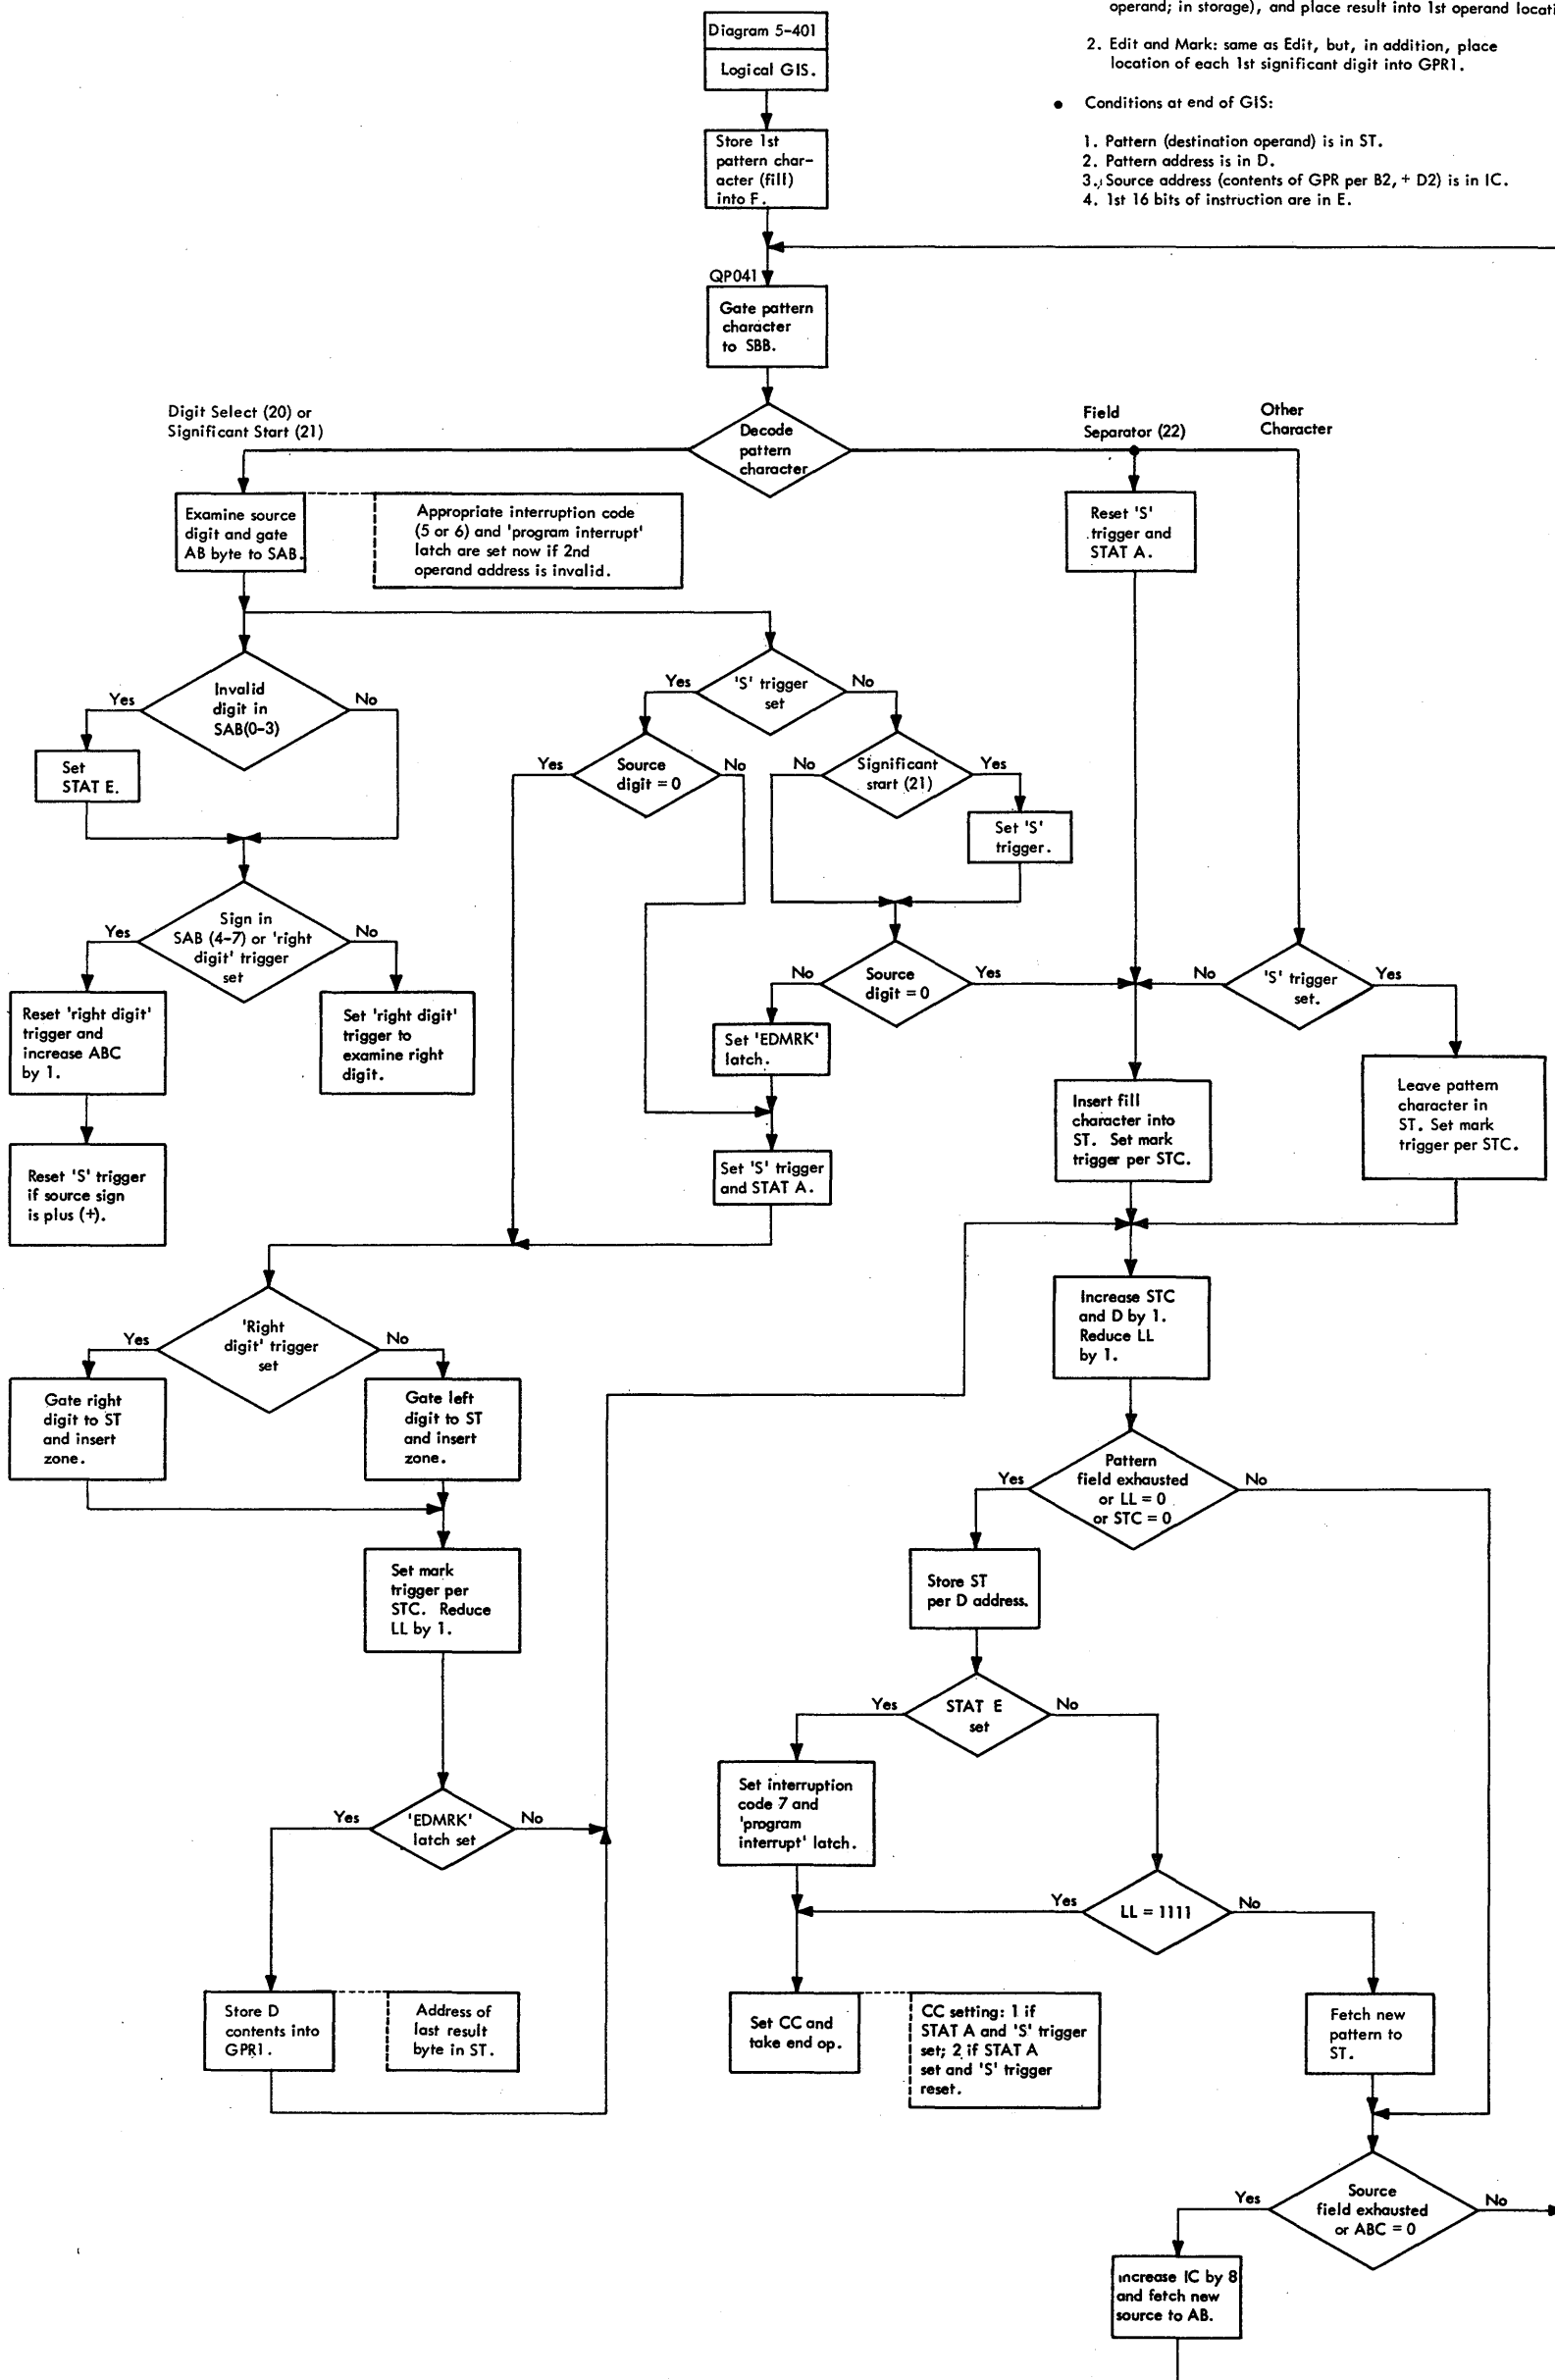 operand; in storage), and place result into 1st operand locati
2. Edit and Mark: same as Edit, but, in addition, place
location of each 1st significant digit into GPR1.
● Conditions at end of GIS:
1. Pattern (destination operand) is in ST.
2. Pattern address is in D.
3. Source address (contents of GPR per B2, + D2) is in IC.
4. 1st 16 bits of instruction are in E.
Diagram 5-401
Logical GIS.
Store 1st
pattern char-
acter (fill)
into F.
QP041
Gate pattern
character
to SBB.
Decode
pattern
character
Digit Select (20) or
Significant Start (21)
Field
Separator (22)
Other
Character
Examine source
digit and gate
AB byte to SAB.
Appropriate interruption code
(5 or 6) and 'program interrupt'
latch are set now if 2nd
operand address is invalid.
Reset 'S'
trigger and
STAT A.
Invalid
digit in
SAB(0-3)
Yes
No
Set
STAT E.
'S' trigger
set
Yes
No
Source
digit = 0
Yes
No
Significant
start (21)
No
Yes
Set 'S'
trigger.
Sign in
SAB (4-7) or 'right
digit' trigger
set
Yes
No
Reset 'right digit'
trigger and
increase ABC
by 1.
Set 'right digit'
trigger to
examine right
digit.
Reset 'S' trigger
if source sign
is plus (+).
Source
digit = 0
No
Yes
Set 'EDMRK'
latch.
Set 'S' trigger
and STAT A.
'S' trigger
set.
No
Yes
Insert fill
character into
ST. Set mark
trigger per STC.
Leave pattern
character in
ST. Set mark
trigger per STC.
'Right
digit' trigger
set
Yes
No
Gate right
digit to ST
and insert
zone.
Gate left
digit to ST
and insert
zone.
Set mark
trigger per
STC. Reduce
LL by 1.
'EDMRK'
latch set
Yes
No
Store D
contents into
GPR1.
Address of
last result
byte in ST.
Increase STC
and D by 1.
Reduce LL
by 1.
Pattern
field exhausted
or LL = 0
or STC = 0
Yes
No
Store ST
per D address.
STAT E
set
Yes
No
Set interruption
code 7 and
'program
interrupt' latch.
LL = 1111
Yes
No
Set CC and
take end op.
CC setting: 1 if
STAT A and 'S' trigger
set; 2 if STAT A
set and 'S' trigger
reset.
Fetch new
pattern to
ST.
Source
field exhausted
or ABC = 0
Yes
No
Increase IC by 8
and fetch new
source to AB.